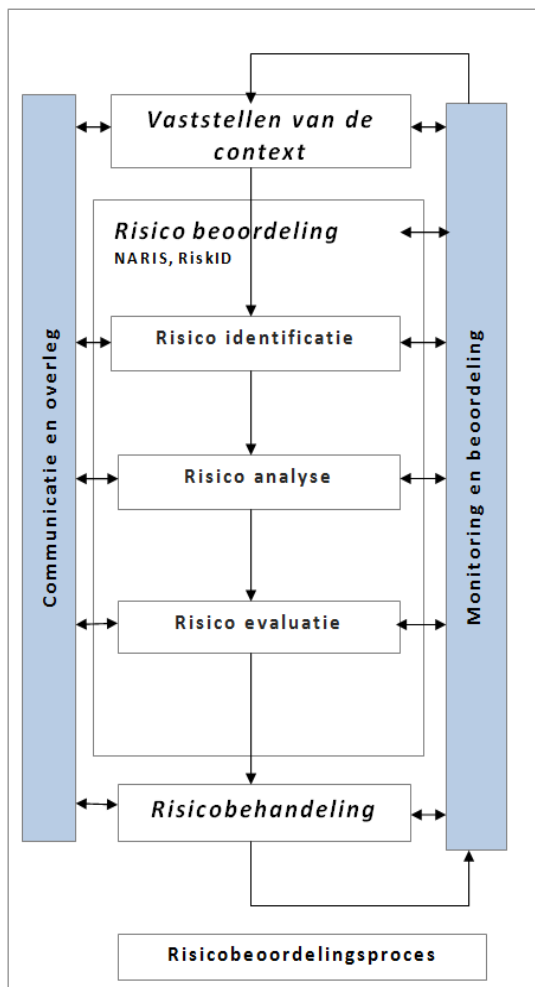 Vaststellen van de
context
Risico beoordeling
NARIS, RiskID
Communicatie en overleg
Monitoring en beoordeling
Risico identificatie
Risico analyse
Risico evaluatie
Risicobehandeling
Risicobeoordelingsproces